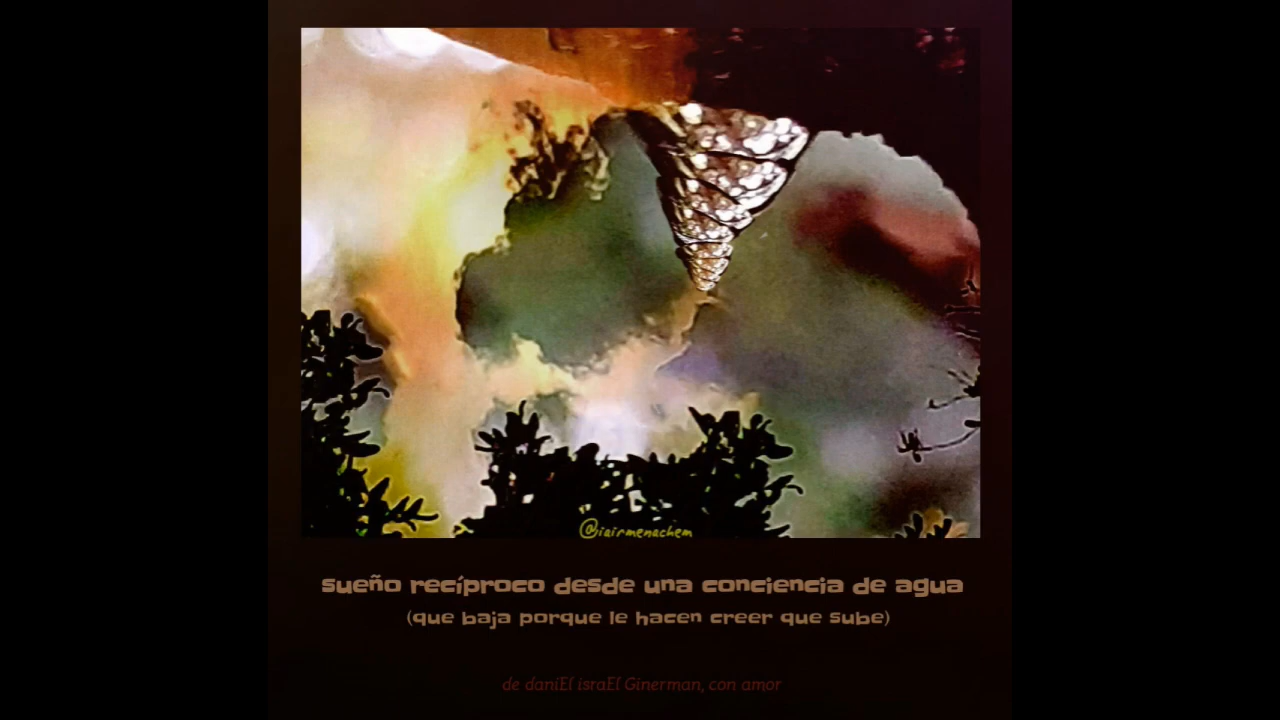 @iairmenachem
sueño recíproco desde una conciencia de agua
(que baja porque le hacen creer que sube)
de daniEl israEl Ginerman, con amor